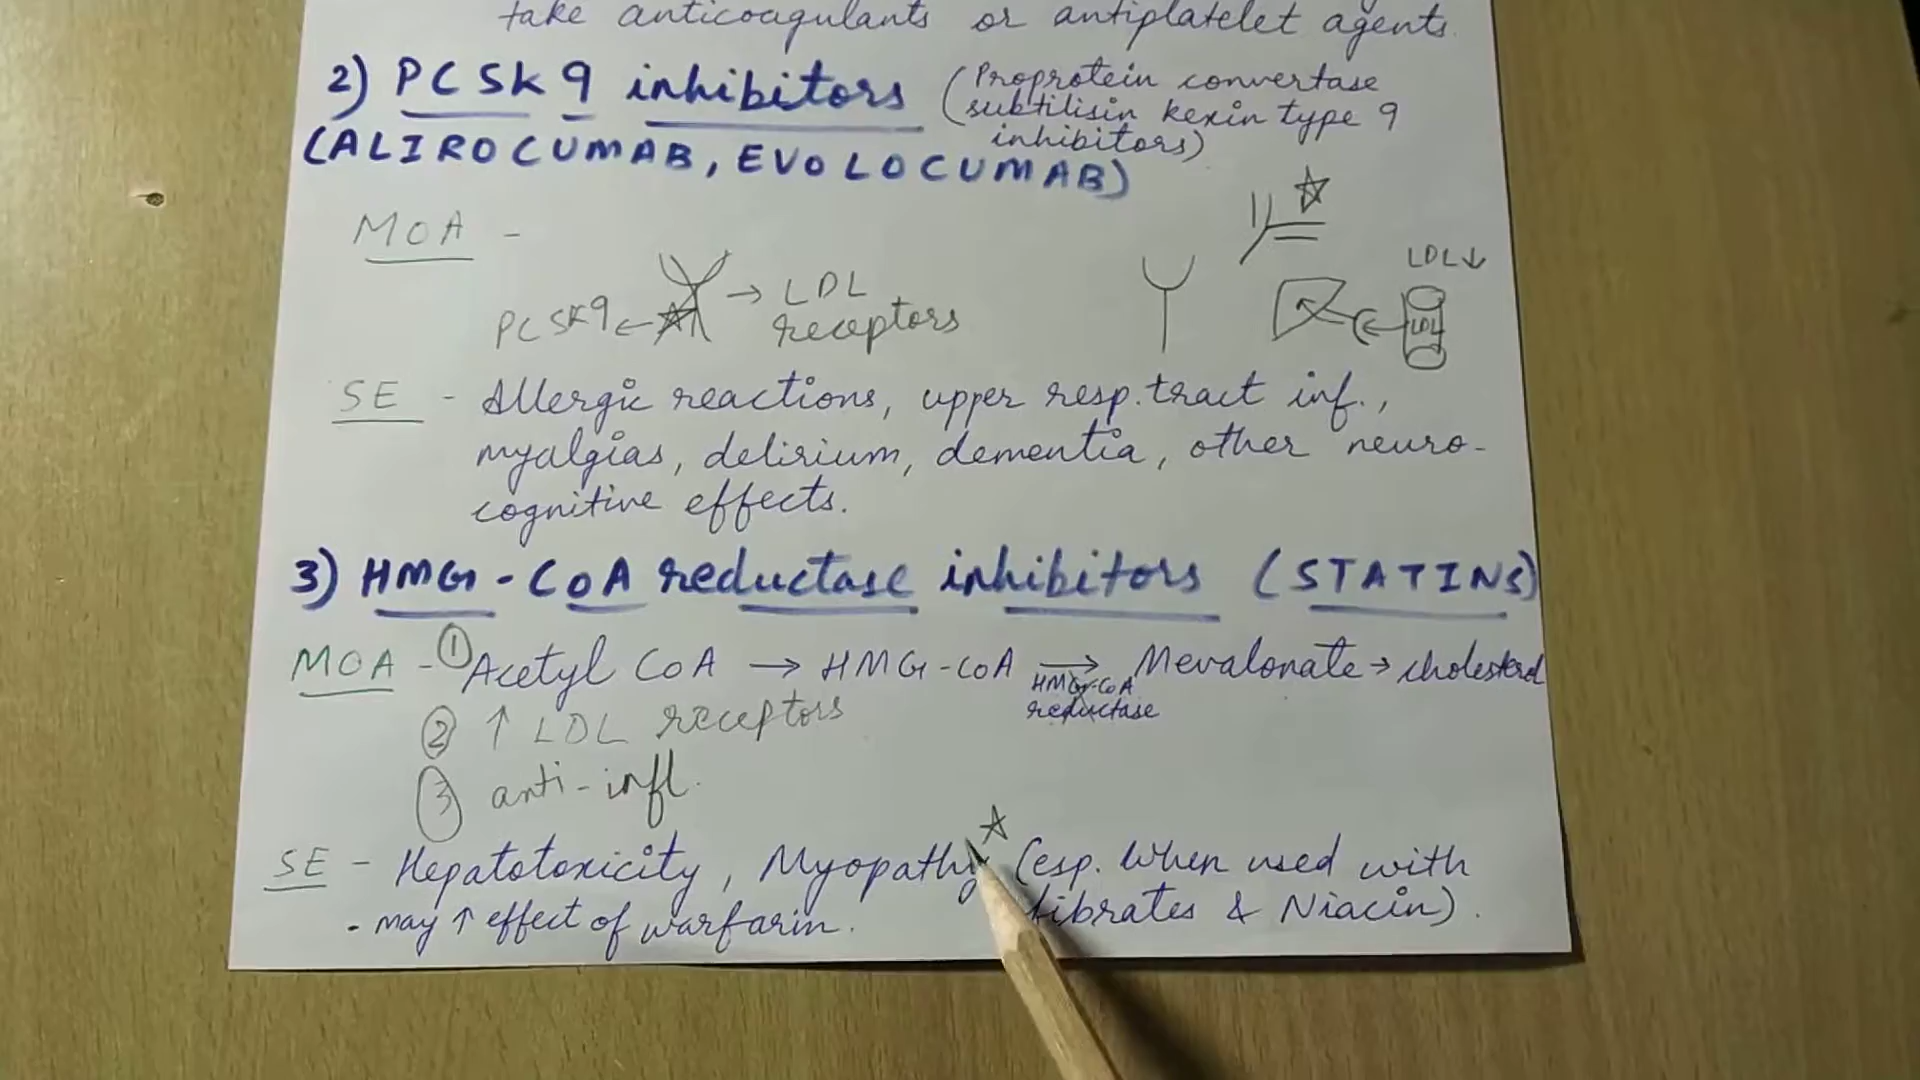 take anticoagulants or antiplatelet agents.
2) PCSK9 inhibitors (Proprotein convertase
subtilisin kexin type 9
inhibitors)
(ALIROCUMAB, EVOLOCUMAB)
MOA -
LDL↓
PCSK9 ← → LDL
receptors
LDL
SE - Allergic reactions, upper resp. tract inf.,
myalgias, delirium, dementia, other neuro-
cognitive effects.
3) HMG-CoA reductase inhibitors (STATINS)
MOA - ① Acetyl CoA → HMG-CoA → Mevalonate → cholesterol
HMG-CoA
reductase
② ↑ LDL receptors
③ anti-infl.
SE - Hepatotoxicity, Myopathy (esp. when used with
fibrates & Niacin).
- may ↑ effect of warfarin.